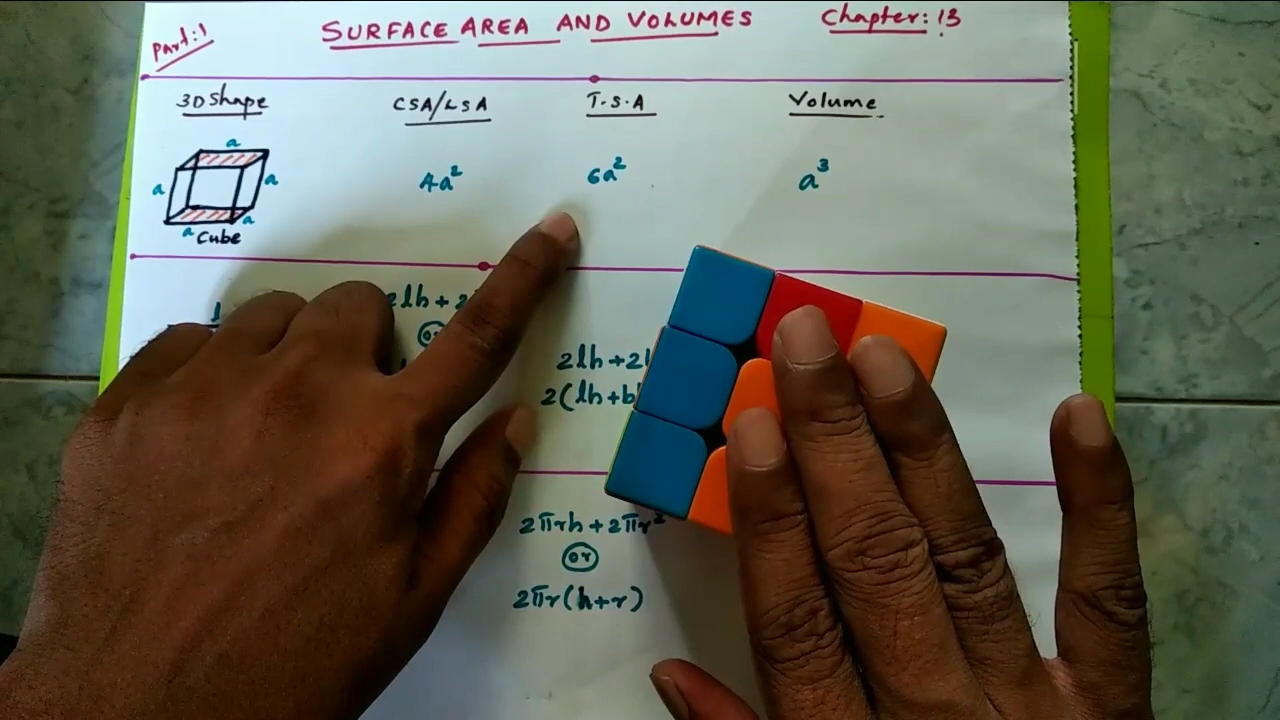 Part:1
SURFACE AREA AND VOLUMES
Chapter: 13
3D Shape
CSA/LSA
T.S.A
Volume
a
a
a
a
a
Cube
4a²
6a²
a³
2lh+2
2lh+2l
2(lh+b
2πrh+2πr²
(or)
2πr(h+r)